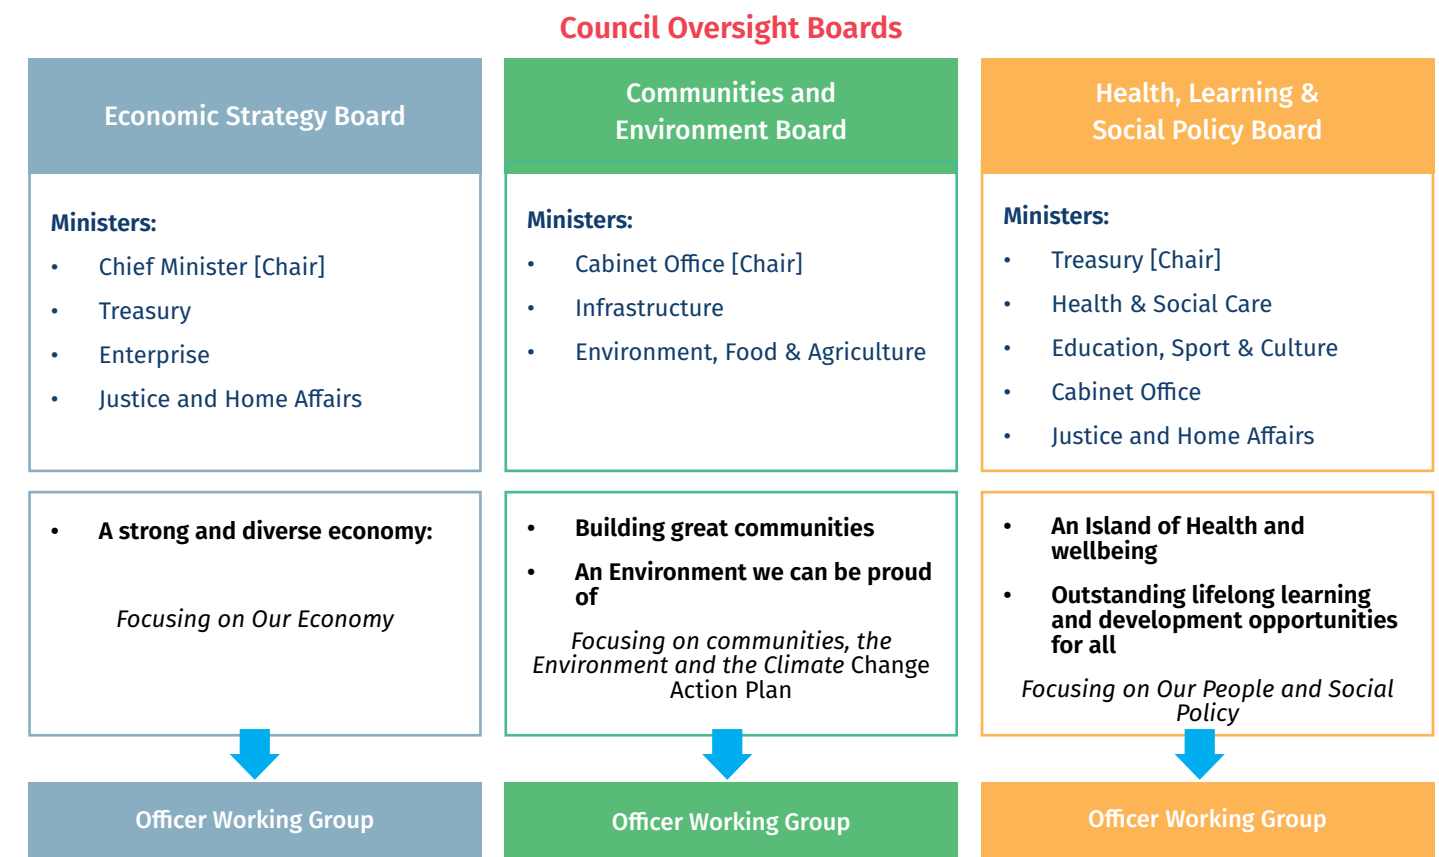 Council Oversight Boards
Economic Strategy Board
Ministers:
• Chief Minister [Chair]
• Treasury
• Enterprise
• Justice and Home Affairs
• A strong and diverse economy:
Focusing on Our Economy
Officer Working Group
Communities and
Environment Board
Ministers:
• Cabinet Office [Chair]
• Infrastructure
• Environment, Food & Agriculture
• Building great communities
• An Environment we can be proud
of
Focusing on communities, the
Environment and the Climate Change
Action Plan
Officer Working Group
Health, Learning &
Social Policy Board
Ministers:
• Treasury [Chair]
• Health & Social Care
• Education, Sport & Culture
• Cabinet Office
• Justice and Home Affairs
• An Island of Health and
wellbeing
• Outstanding lifelong learning
and development opportunities
for all
Focusing on Our People and Social
Policy
Officer Working Group